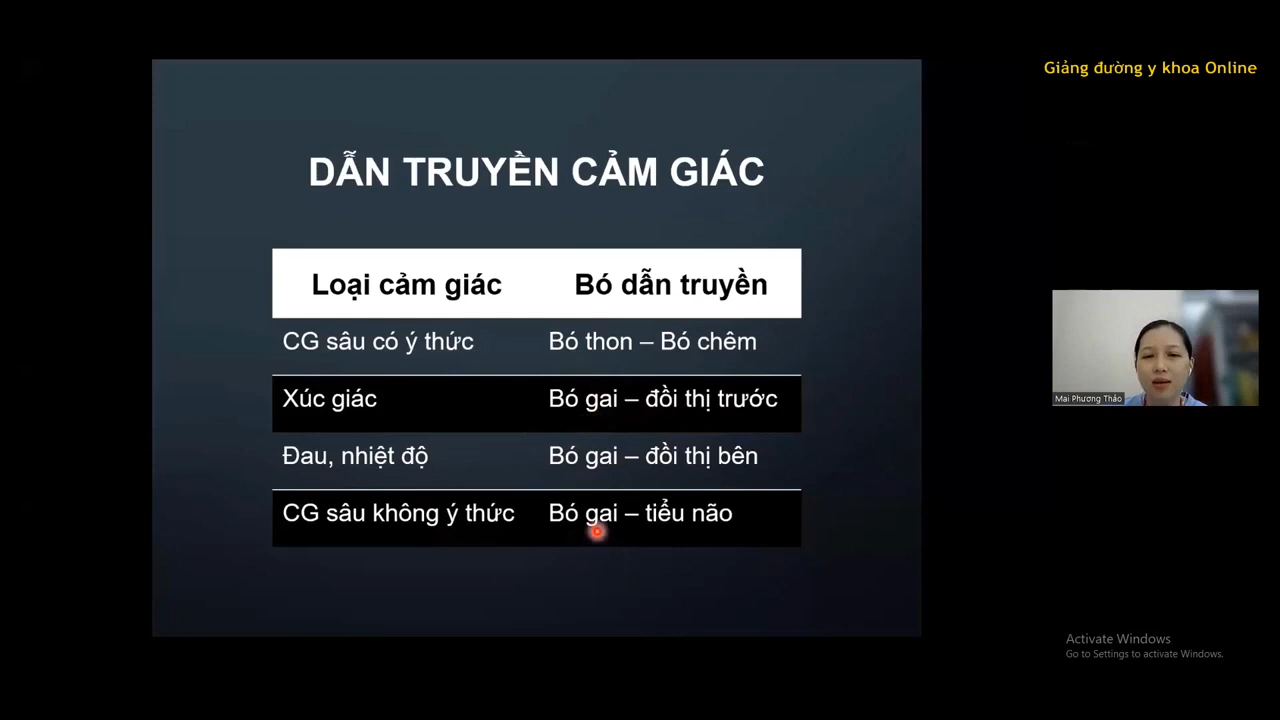 Giảng đường y khoa Online
DẪN TRUYỀN CẢM GIÁC
Loại cảm giác Bó dẫn truyền
CG sâu có ý thức Bó thon – Bó chêm
Xúc giác Bó gai – đồi thị trước
Đau, nhiệt độ Bó gai – đồi thị bên
CG sâu không ý thức Bó gai – tiểu não
Mai Phương Thảo
Activate Windows
Go to Settings to activate Windows.